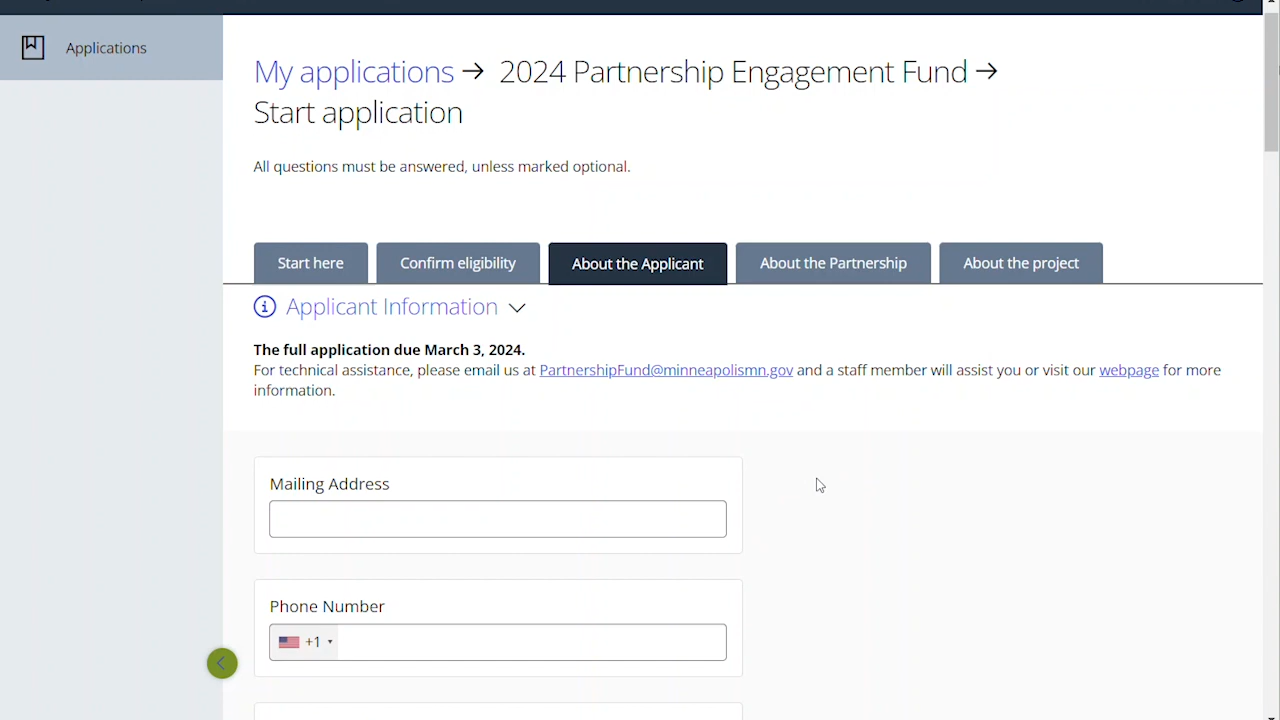 Applications
My applications → 2024 Partnership Engagement Fund →
Start application
All questions must be answered, unless marked optional.
Start here
Confirm eligibility
About the Applicant
About the Partnership
About the project
Applicant Information
The full application due March 3, 2024.
For technical assistance, please email us at PartnershipFund@minneapolismn.gov and a staff member will assist you or visit our webpage for more
information.
Mailing Address
Phone Number
+1